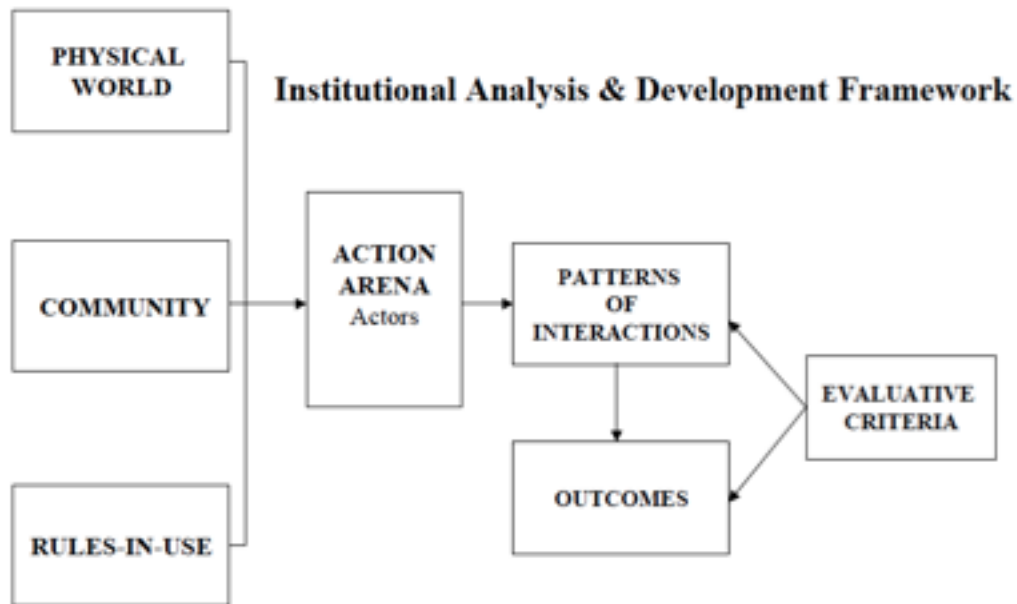 PHYSICAL
WORLD
Institutional Analysis & Development Framework
COMMUNITY
ACTION
ARENA
Actors
PATTERNS
OF
INTERACTIONS
EVALUATIVE
CRITERIA
OUTCOMES
RULES-IN-USE